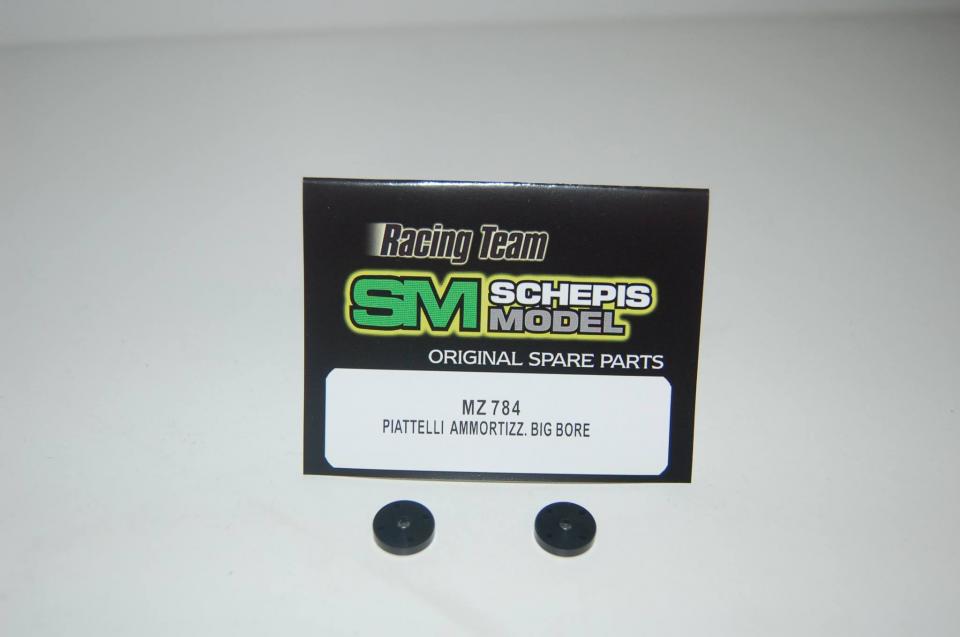 Racing Team
SM SCHEPIS
MODEL
ORIGINAL SPARE PARTS
MZ 784
PIATTELLI AMMORTIZZ. BIG BORE